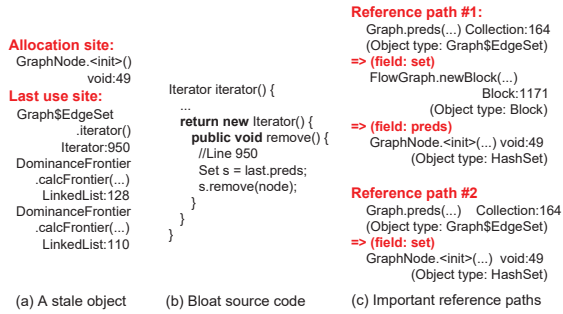 Allocation site:
GraphNode.<init>()
void:49
Last use site:
Graph$EdgeSet
.iterator()
Iterator:950
DominanceFrontier
.calcFrontier(...)
LinkedList:128
DominanceFrontier
.calcFrontier(...)
LinkedList:110
(a) A stale object
Iterator iterator() {
...
return new Iterator() {
public void remove() {
//Line 950
Set s = last.preds;
s.remove(node);
}
}
}
(b) Bloat source code
Reference path #1:
Graph.preds(...) Collection:164
(Object type: Graph$EdgeSet)
=> (field: set)
FlowGraph.newBlock(...)
Block:1171
(Object type: Block)
=> (field: preds)
GraphNode.<init>(...) void:49
(Object type: HashSet)
Reference path #2
Graph.preds(...) Collection:164
(Object type: Graph$EdgeSet)
=> (field: set)
GraphNode.<init>(...) void:49
(Object type: HashSet)
(c) Important reference paths